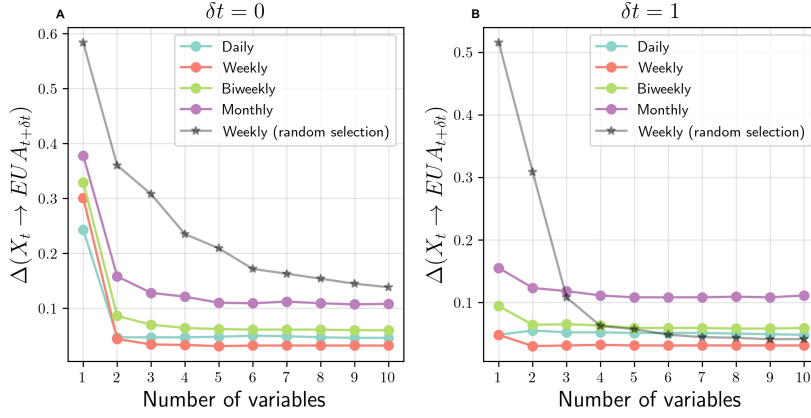 A
δt = 0
Δ(X_t → EUA_{t+δt})
0.6
0.5
0.4
0.3
0.2
0.1
Daily
Weekly
Biweekly
Monthly
Weekly (random selection)
1 2 3 4 5 6 7 8 9 10
Number of variables
B
δt = 1
Δ(X_t → EUA_{t+δt})
0.5
0.4
0.3
0.2
0.1
Daily
Weekly
Biweekly
Monthly
Weekly (random selection)
1 2 3 4 5 6 7 8 9 10
Number of variables